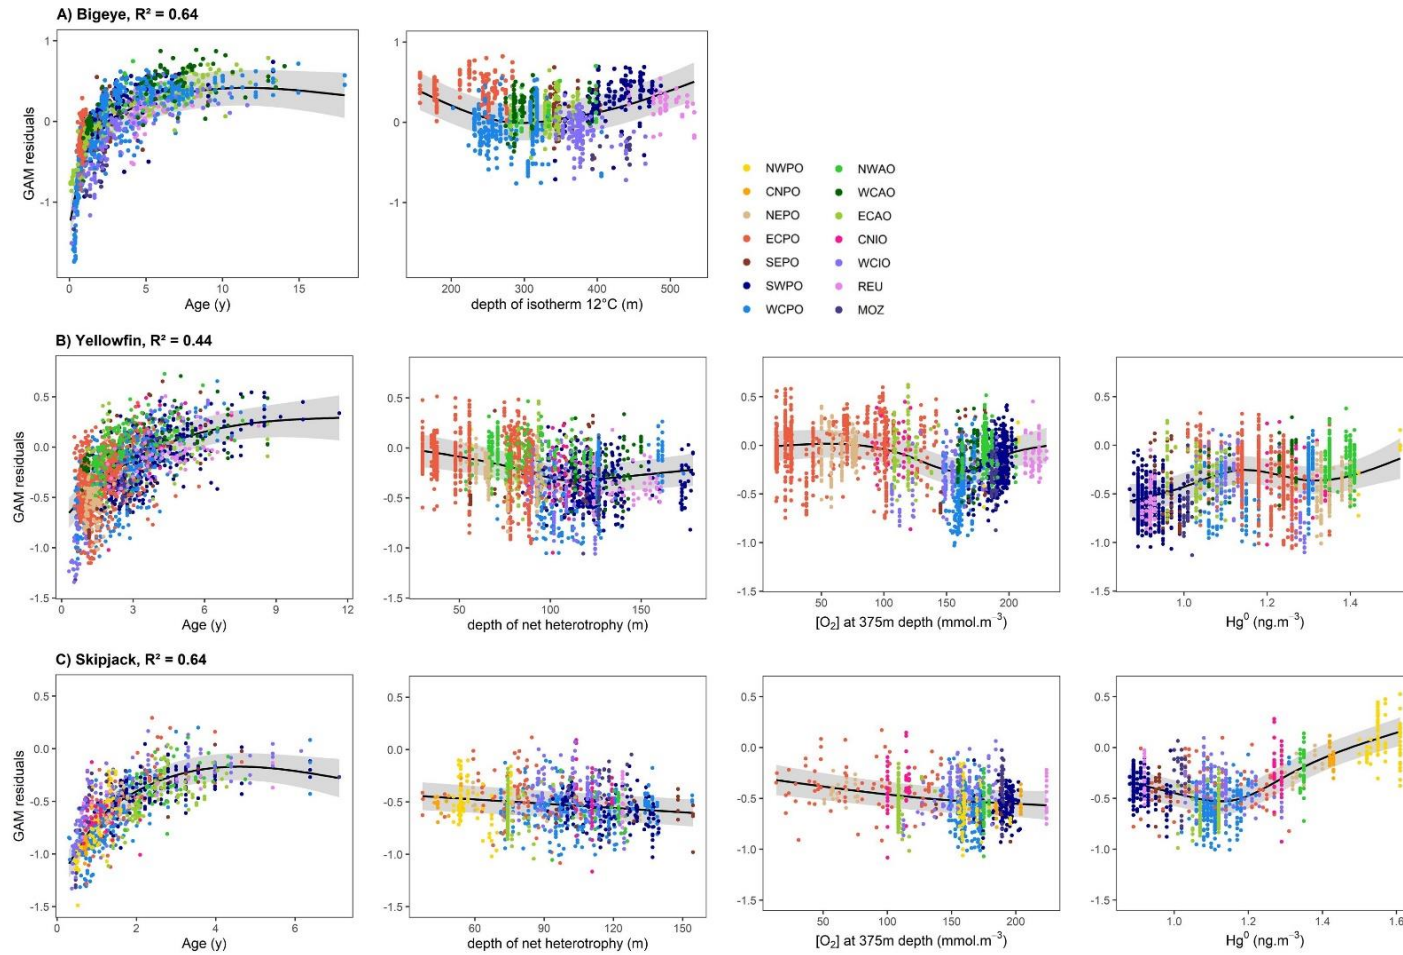 A) Bigeye, R² = 0.64
GAM residuals
1
0
-1
0 5 10 15
Age (y)
1
0
-1
200 300 400 500
depth of isotherm 12°C (m)
NWPO
CNPO
NEPO
ECPO
SEPO
SWPO
WCPO
NWAO
WCAO
ECAO
CNIO
WCIO
REU
MOZ
B) Yellowfin, R² = 0.44
GAM residuals
0.5
0.0
-0.5
-1.0
-1.5
0 3 6 9 12
Age (y)
0.5
0.0
-0.5
-1.0
-1.5
50 100 150
depth of net heterotrophy (m)
0.5
0.0
-0.5
-1.0
-1.5
50 100 150 200
[O₂] at 375m depth (mmol.m⁻³)
0.5
0.0
-0.5
-1.0
-1.5
1.0 1.2 1.4
Hg⁰ (ng.m⁻³)
C) Skipjack, R² = 0.64
GAM residuals
0.5
0.0
-0.5
-1.0
-1.5
0 2 4 6
Age (y)
0.5
0.0
-0.5
-1.0
-1.5
60 90 120 150
depth of net heterotrophy (m)
0.5
0.0
-0.5
-1.0
-1.5
50 100 150 200
[O₂] at 375m depth (mmol.m⁻³)
0.5
0.0
-0.5
-1.0
-1.5
1.0 1.2 1.4 1.6
Hg⁰ (ng.m⁻³)